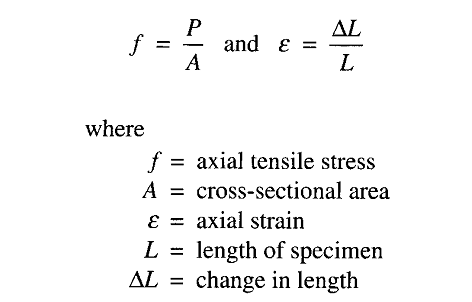 f = P/A and ε = ΔL/L
where
f = axial tensile stress
A = cross-sectional area
ε = axial strain
L = length of specimen
ΔL = change in length